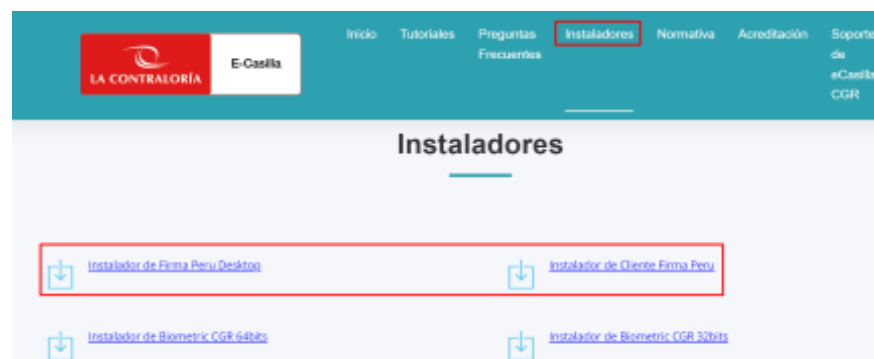 Inicio
Tutoriales
Preguntas
Frecuentes
Instaladores
Normativa
Acreditación
Soporte
de
eCasilla
CGR
LA CONTRALORÍA
E-Casilla
Instaladores
Instalador de Firma Peru Desktop
Instalador de Cliente Firma Peru
Instalador de Biometric CGR 64bits
Instalador de Biometric CGR 32bits